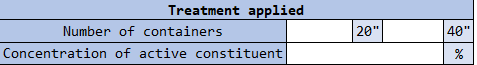 Treatment applied
Number of containers 20" 40"
Concentration of active constituent %